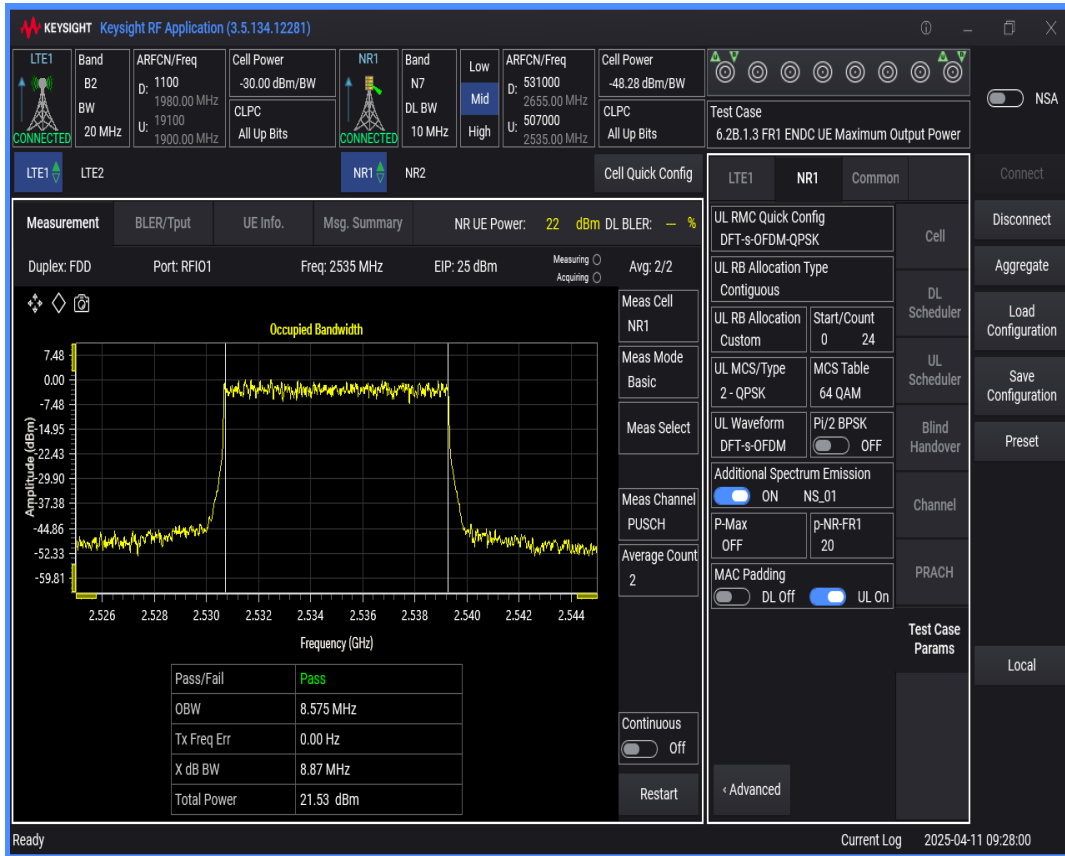 KEYSIGHT Keysight RF Application (3.5.134.12281)
LTE1
CONNECTED
Band
B2
BW
20 MHz
ARFCN/Freq
D: 1100
1980.00 MHz
U: 19100
1900.00 MHz
Cell Power
-30.00 dBm/BW
CLPC
All Up Bits
NR1
CONNECTED
Band
N7
DL BW
10 MHz
Low
Mid
High
ARFCN/Freq
D: 531000
2655.00 MHz
U: 507000
2535.00 MHz
Cell Power
-48.28 dBm/BW
CLPC
All Up Bits
Test Case
6.2B.1.3 FR1 ENDC UE Maximum Output Power
NSA
LTE1 LTE2 NR1 NR2 Cell Quick Config
Measurement BLER/Tput UE Info. Msg. Summary NR UE Power: 22 dBm DL BLER: -- %
Duplex: FDD Port: RFIO1 Freq: 2535 MHz EIP: 25 dBm Measuring Avg: 2/2
Acquiring
Occupied Bandwidth
Amplitude (dBm)
7.48
0.00
-7.48
-14.95
-22.43
-29.90
-37.38
-44.86
-52.33
-59.81
2.526 2.528 2.530 2.532 2.534 2.536 2.538 2.540 2.542 2.544
Frequency (GHz)
Pass/Fail Pass
OBW 8.575 MHz
Tx Freq Err 0.00 Hz
X dB BW 8.87 MHz
Total Power 21.53 dBm
Meas Cell
NR1
Meas Mode
Basic
Meas Select
Meas Channel
PUSCH
Average Count
2
Continuous
Off
Restart
LTE1 NR1 Common
UL RMC Quick Config
DFT-s-OFDM-QPSK
UL RB Allocation Type
Contiguous
UL RB Allocation
Custom
Start/Count
0 24
UL MCS/Type
2 - QPSK
MCS Table
64 QAM
UL Waveform
DFT-s-OFDM
Pi/2 BPSK
OFF
Additional Spectrum Emission
ON NS_01
P-Max
OFF
p-NR-FR1
20
MAC Padding
DL Off UL On
‹ Advanced
Cell
DL
Scheduler
UL
Scheduler
Blind
Handover
Channel
PRACH
Test Case
Params
Connect
Disconnect
Aggregate
Load
Configuration
Save
Configuration
Preset
Local
Ready Current Log 2025-04-11 09:28:00